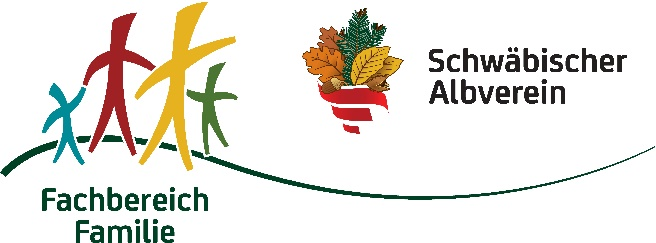 Schwäbischer
Albverein
Fachbereich
Familie